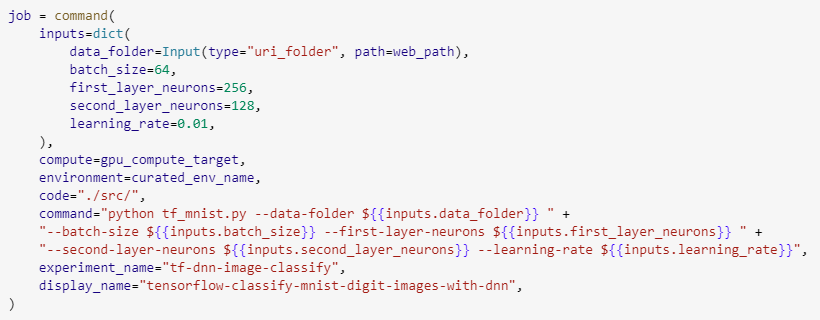 job = command(
    inputs=dict(
        data_folder=Input(type="uri_folder", path=web_path),
        batch_size=64,
        first_layer_neurons=256,
        second_layer_neurons=128,
        learning_rate=0.01,
    ),
    compute=gpu_compute_target,
    environment=curated_env_name,
    code="./src/",
    command="python tf_mnist.py --data-folder ${{inputs.data_folder}} " +
    "--batch-size ${{inputs.batch_size}} --first-layer-neurons ${{inputs.first_layer_neurons}} " +
    "--second-layer-neurons ${{inputs.second_layer_neurons}} --learning-rate ${{inputs.learning_rate}}",
    experiment_name="tf-dnn-image-classify",
    display_name="tensorflow-classify-mnist-digit-images-with-dnn",
)